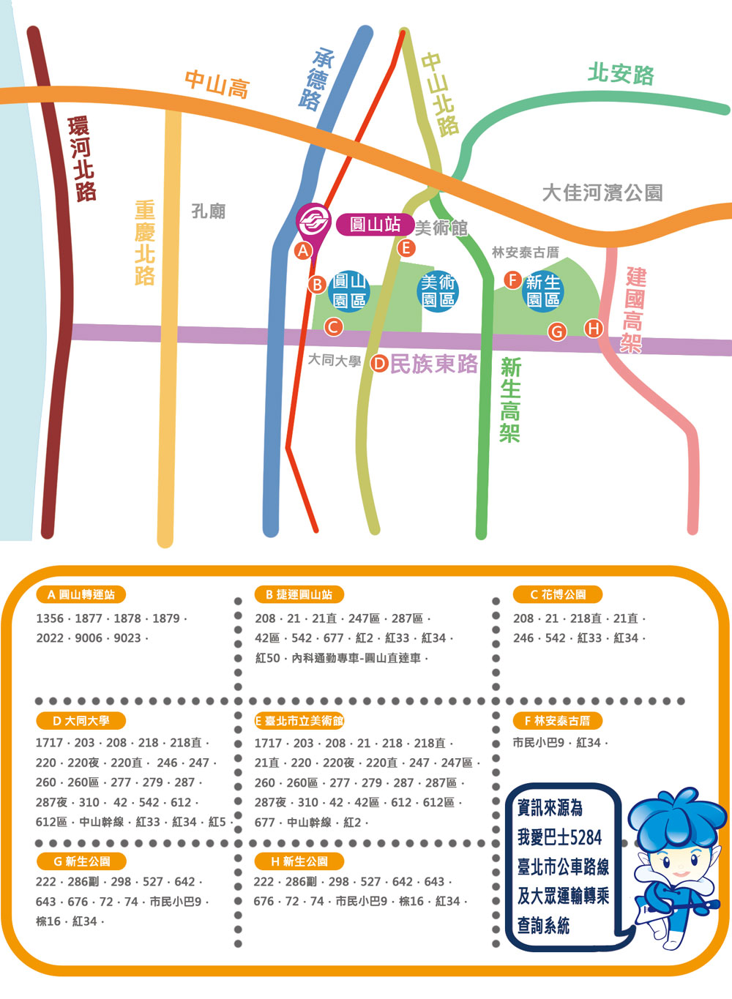 承德路
中山北路
北安路
中山高
環河北路
大佳河濱公園
重慶北路
孔廟
圓山站
美術館
A
E
林安泰古厝
B
圓山
園區
美術
園區
F
新生
園區
建國高架
C
G
H
大同大學
D
民族東路
新生高架
A 圓山轉運站
1356．1877．1878．1879．
2022．9006．9023．
B 捷運圓山站
208．21．21直．247區．287區．
42區．542．677．紅2．紅33．紅34．
紅50．內科通勤專車-圓山直達車．
C 花博公園
208．21．218直．21直．
246．542．紅33．紅34．
D 大同大學
1717．203．208．218．218直．
220．220夜．220直． 246．247．
260．260區．277．279．287．
287夜．310． 42．542．612．
612區．中山幹線．紅33．紅34．紅5．
E 臺北市立美術館
1717．203．208．21．218．218直．
21直．220．220夜．220直．247．247區．
260．260區．277．279．287．287區．
287夜．310．42．42區．612．612區．
677．中山幹線．紅2．
F 林安泰古厝
市民小巴9．紅34．
G 新生公園
222．286副．298．527．642．
643．676．72．74．市民小巴9．
棕16．紅34．
H 新生公園
222．286副．298．527．642．643．
676．72．74．市民小巴9．棕16．紅34．
資訊來源為
我愛巴士5284
臺北市公車路線
及大眾運輸轉乘
查詢系統